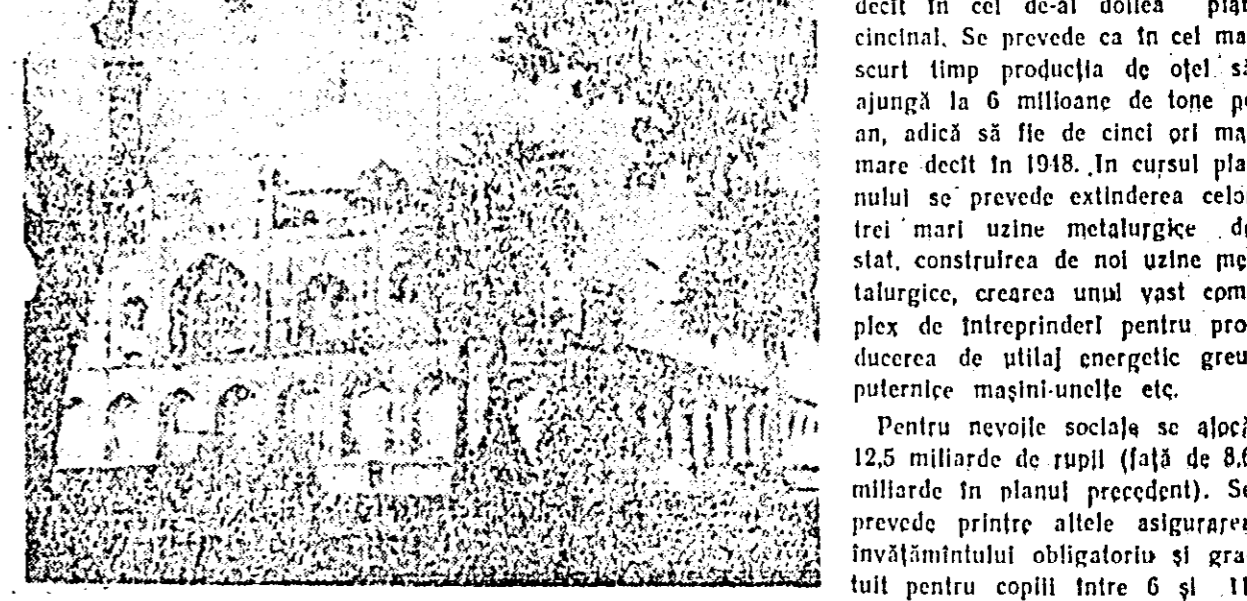 decît în cel de-al doilea plan
cincinal. Se prevede ca în cel ma
scurt timp producția de oțel să
ajungă la 6 milioane de tone pe
an, adică să fie de cinci ori ma
mare decît în 1948. In cursul pla
nului se prevede extinderea celo
trei mari uzine metalurgice de
stat, construirea de noi uzine me
talurgice, crearea unui vast com
plex de întreprinderi pentru pro
ducerea de utilaj energetic greu
puternice mașini-unelte etc.
Pentru nevoile sociale se alocă
12,5 miliarde de rupii (față de 8,6
miliarde în planul precedent). Se
prevede printre altele asigurarea
învățămîntului obligatoriu și gra
tuit pentru copiii între 6 și 11